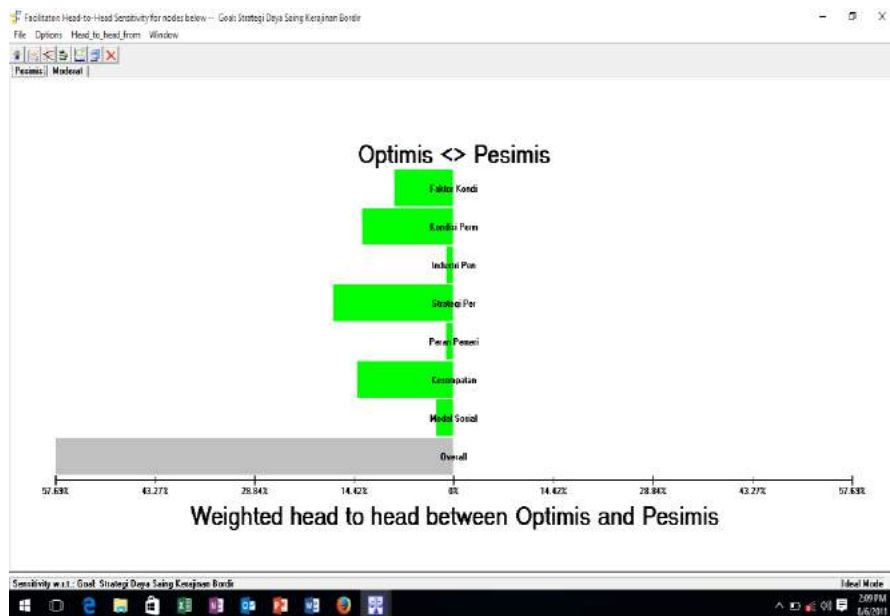 Facilitation Head-to-Head Sensitivity for nodes below -- Goal: Strategi Daya Saing Kerajinan Bordir
File Options Head_to_head_from Window
Pesimis Moderat
Optimis <> Pesimis
Faktor Kondi
Kondisi Perm
Industri Pen
Strategi Per
Peran Pemeri
Kesempatan
Modal Sosial
Overall
57.69% 43.27% 28.84% 14.42% 0% 14.42% 28.84% 43.27% 57.69%
Weighted head to head between Optimis and Pesimis
Sensitivity w.r.t.: Goal: Strategi Daya Saing Kerajinan Bordir Ideal Mode
2:09 PM